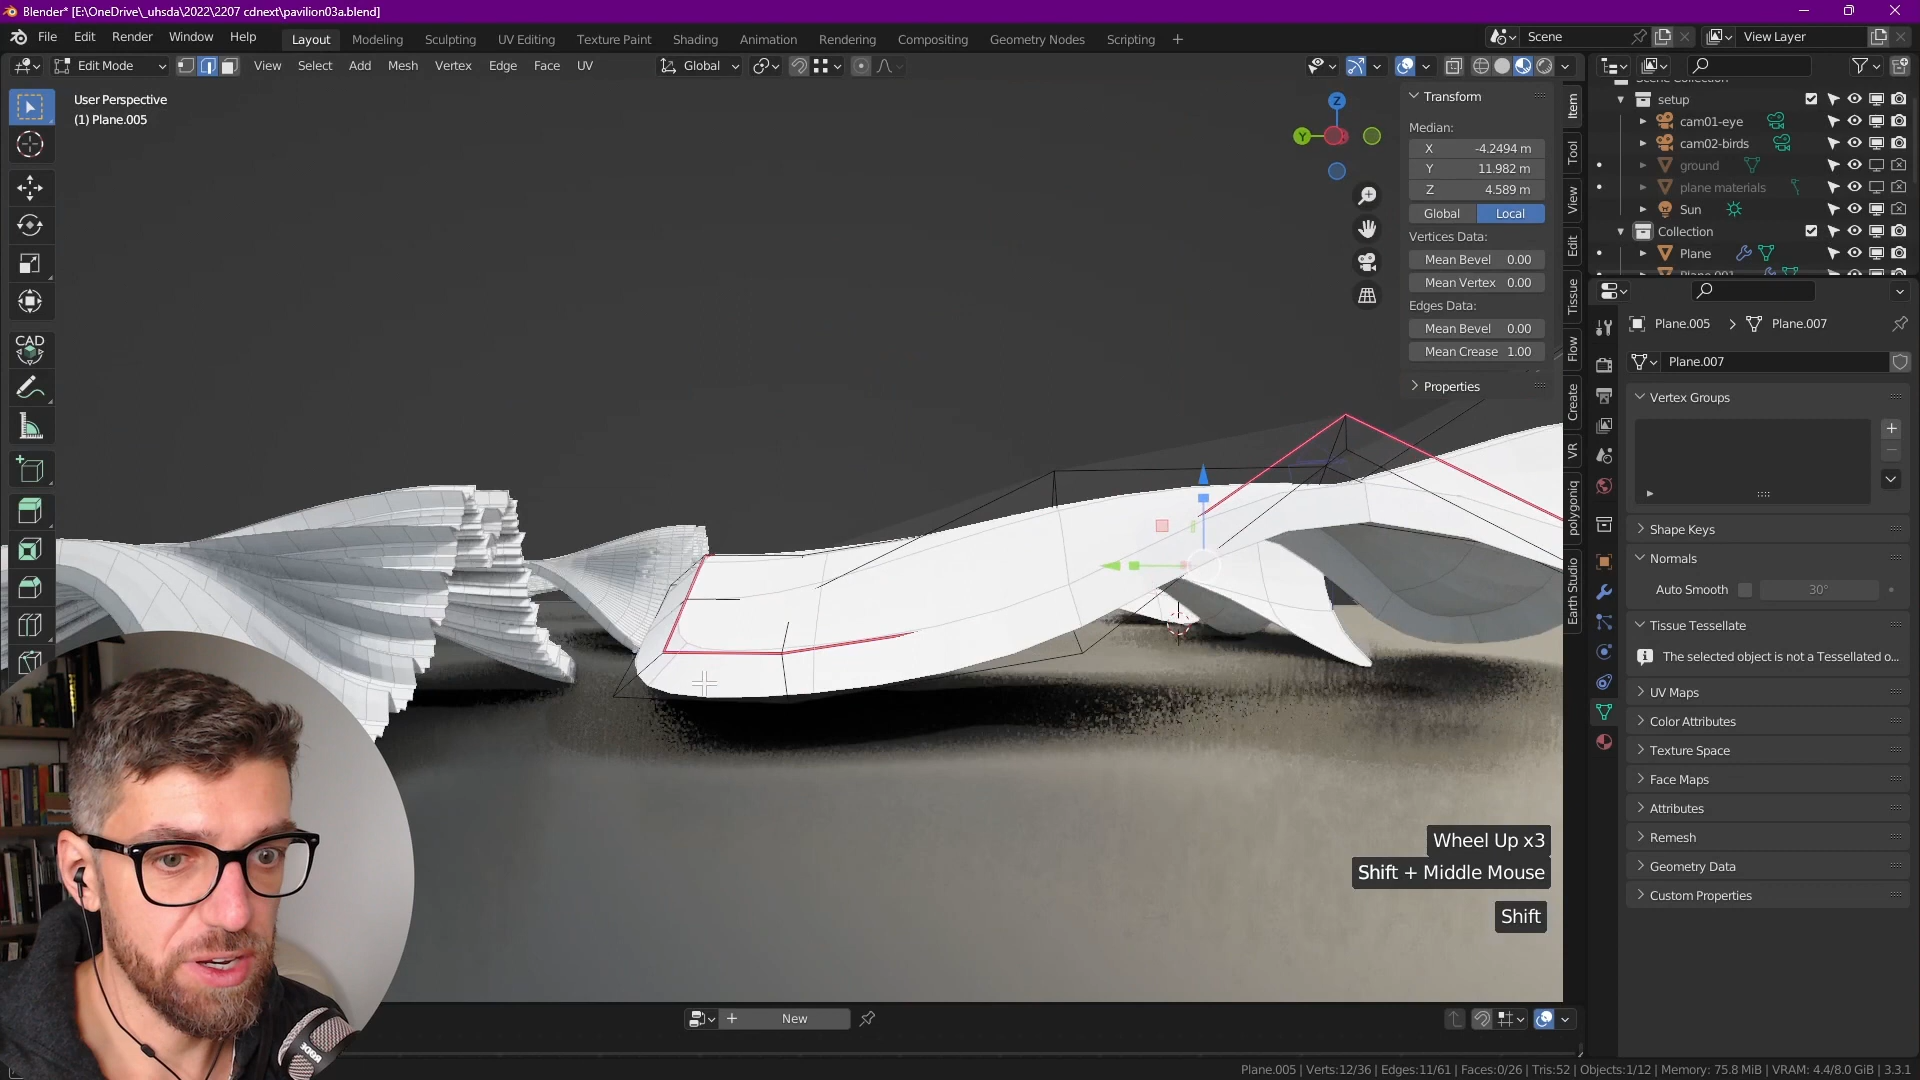 Blender* [E:\OneDrive\_uhsda\2022\2207 cdnext\pavilion03a.blend]
File Edit Render Window Help
Layout Modeling Sculpting UV Editing Texture Paint Shading Animation Rendering Compositing Geometry Nodes Scripting +
Scene
View Layer
Edit Mode
View Select Add Mesh Vertex Edge Face UV
Global
User Perspective
(1) Plane.005
CAD
Z
Y
Transform
Median:
X -4.2494 m
Y 11.982 m
Z 4.589 m
Global Local
Vertices Data:
Mean Bevel 0.00
Mean Vertex 0.00
Edges Data:
Mean Bevel 0.00
Mean Crease 1.00
Properties
Item
Tool
View
Edit
Tissue
Flow
Create
VR
polygoniq
Earth Studio
Scene Collection
setup
cam01-eye
cam02-birds
ground
plane materials
Sun
Collection
Plane
Plane.001
Plane.005 > Plane.007
Plane.007
Vertex Groups
Shape Keys
Normals
Auto Smooth 30°
Tissue Tessellate
The selected object is not a Tessellated o...
UV Maps
Color Attributes
Texture Space
Face Maps
Attributes
Remesh
Geometry Data
Custom Properties
Wheel Up x3
Shift + Middle Mouse
Shift
RODE
+ New
Plane.005 | Verts:12/36 | Edges:11/61 | Faces:0/26 | Tris:52 | Objects:1/12 | Memory: 75.8 MiB | VRAM: 4.4/8.0 GiB | 3.3.1